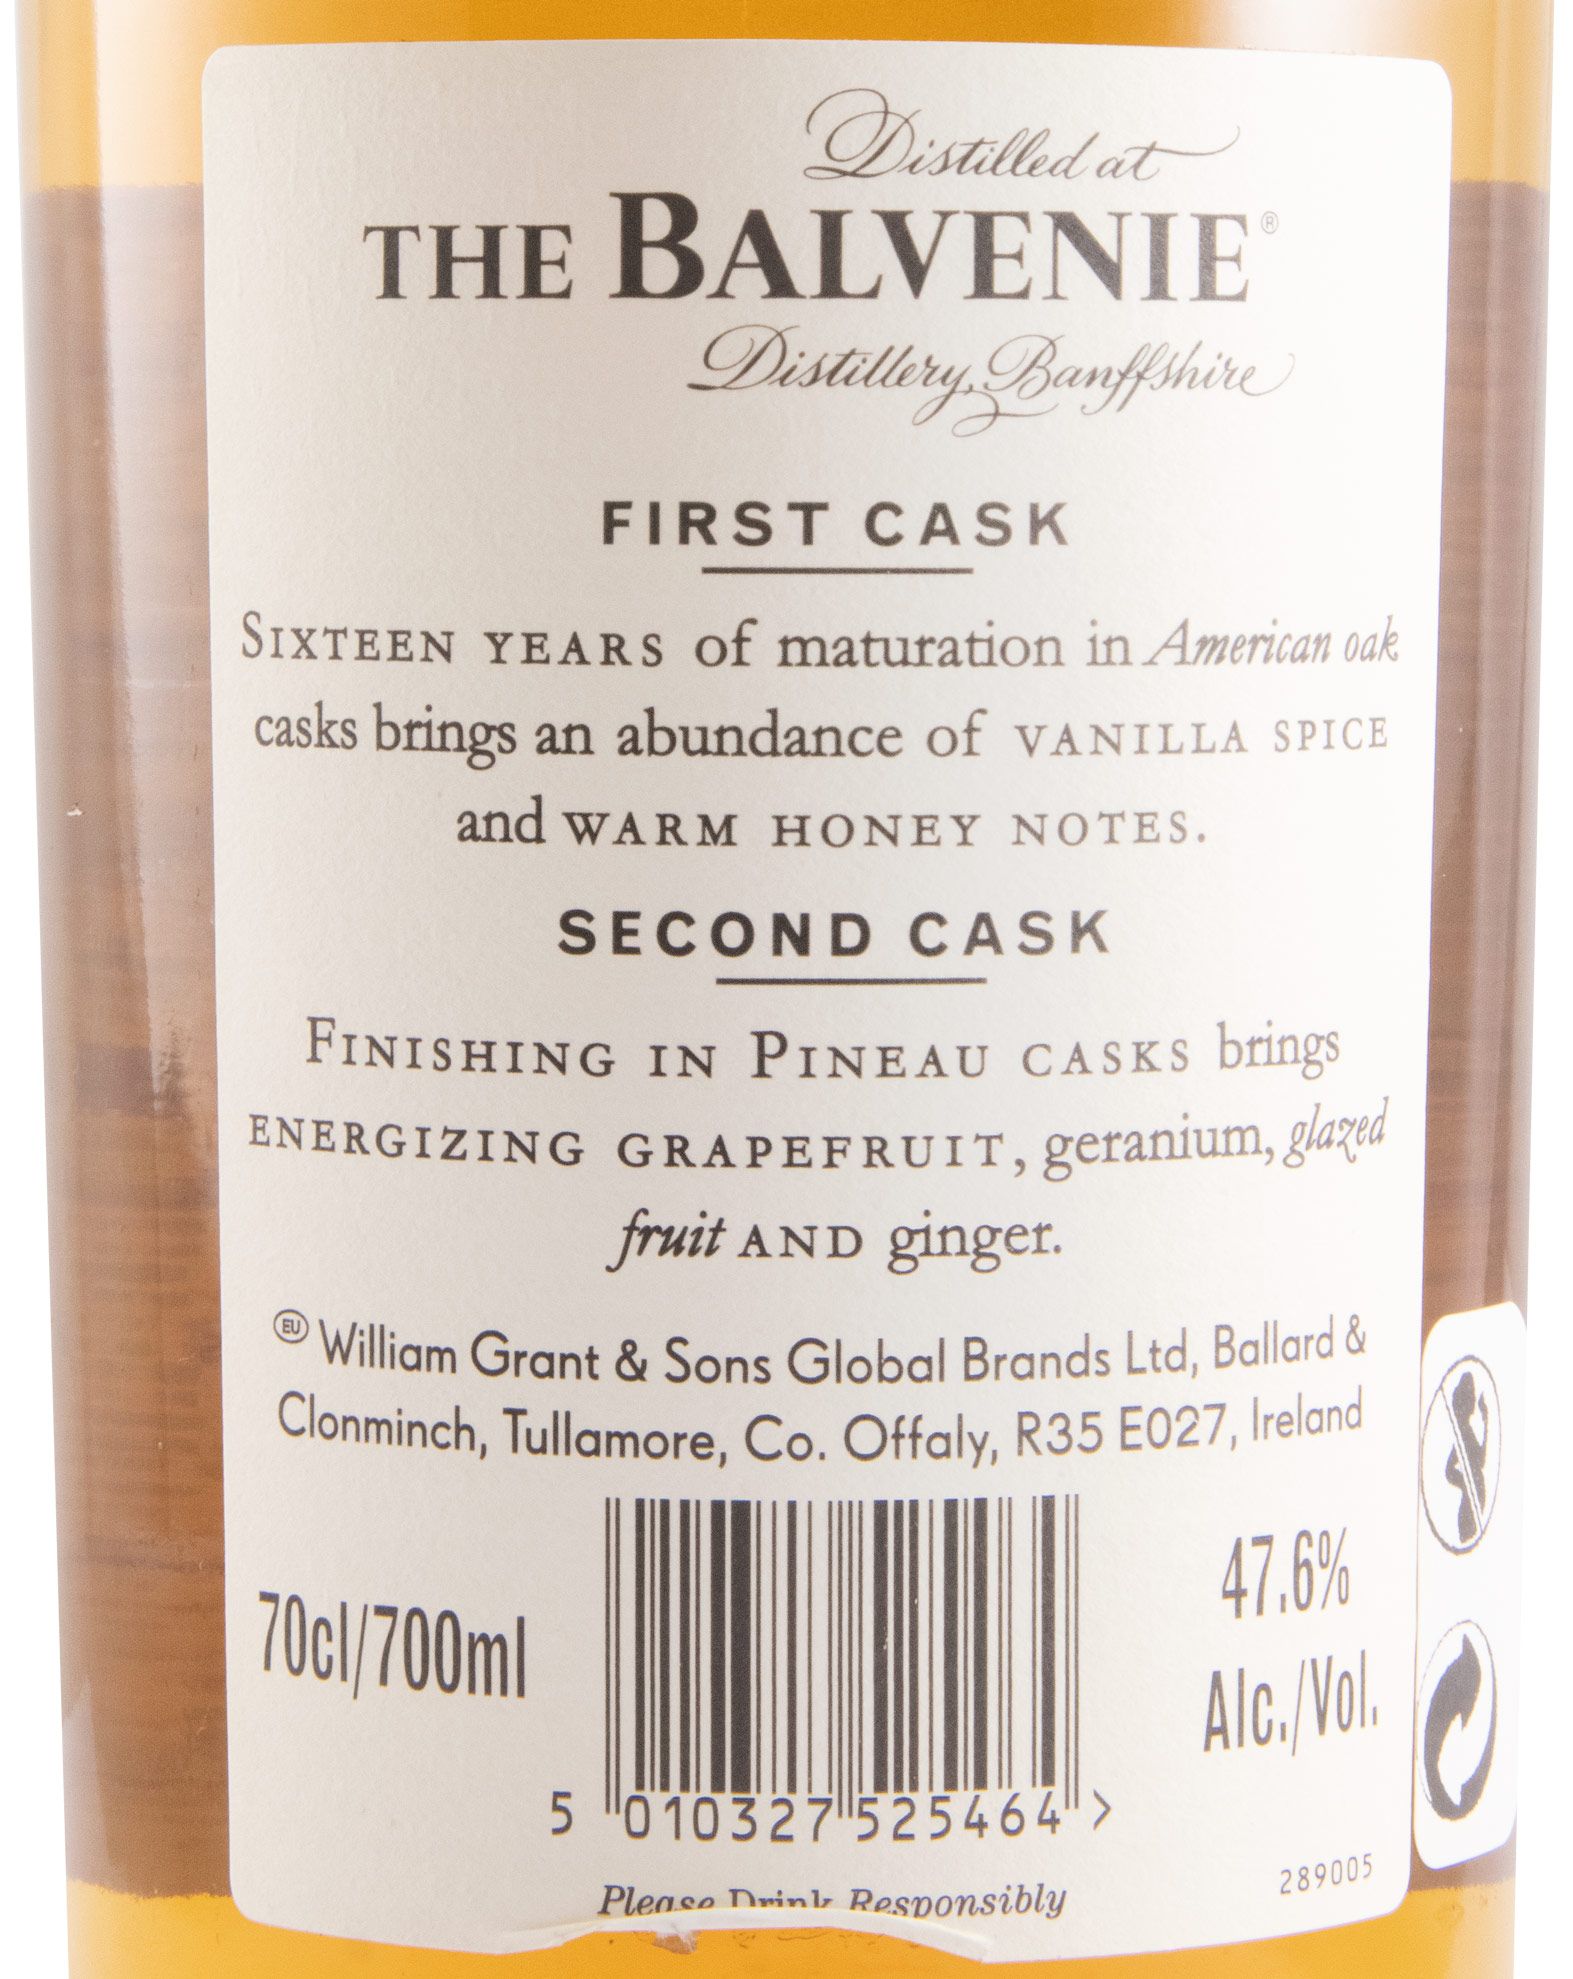 Distilled at
THE BALVENIE®
Distillery, Banffshire
FIRST CASK
SIXTEEN YEARS of maturation in American oak
casks brings an abundance of VANILLA SPICE
and WARM HONEY NOTES.
SECOND CASK
FINISHING IN PINEAU CASKS brings
ENERGIZING GRAPEFRUIT, geranium, glazed
fruit AND ginger.
EU William Grant & Sons Global Brands Ltd, Ballard &
Clonminch, Tullamore, Co. Offaly, R35 E027, Ireland
47.6%
70cl/700ml
Alc./Vol.
5 010327 525464 >
289005
Please Drink Responsibly